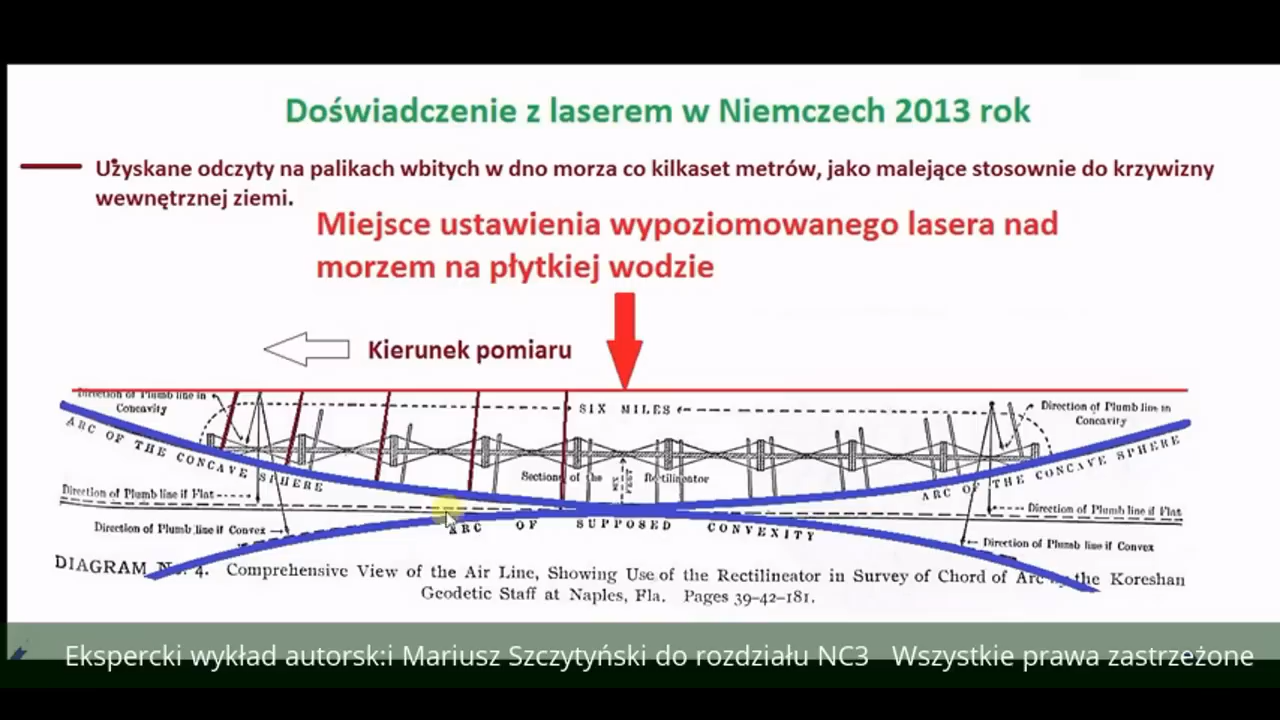 Doświadczenie z laserem w Niemczech 2013 rok
Użyskane odczyty na palikach wbitych w dno morza co kilkaset metrów, jako malejące stosownie do krzywizny
wewnętrznej ziemi.
Miejsce ustawienia wypoziomowanego lasera nad
morzem na płytkiej wodzie
Kierunek pomiaru
Direction of Plumb line in
Concavity
SIX MILES
Direction of Plumb line in
Concavity
ARC OF THE CONCAVE SPHERE
ARC OF THE CONCAVE SPHERE
Sections of the Rectilineator
Direction of Plumb line if Flat
Direction of Plumb line if Flat
Direction of Plumb line if Convex
ARC OF SUPPOSED CONVEXITY
Direction of Plumb line if Convex
DIAGRAM No. 4. Comprehensive View of the Air Line, Showing Use of the Rectilineator in Survey of Chord of Arc by the Koreshan
Geodetic Staff at Naples, Fla. Pages 39–42–181.
Ekspercki wykład autorsk:i Mariusz Szczytyński do rozdziału NC3 Wszystkie prawa zastrzeżone